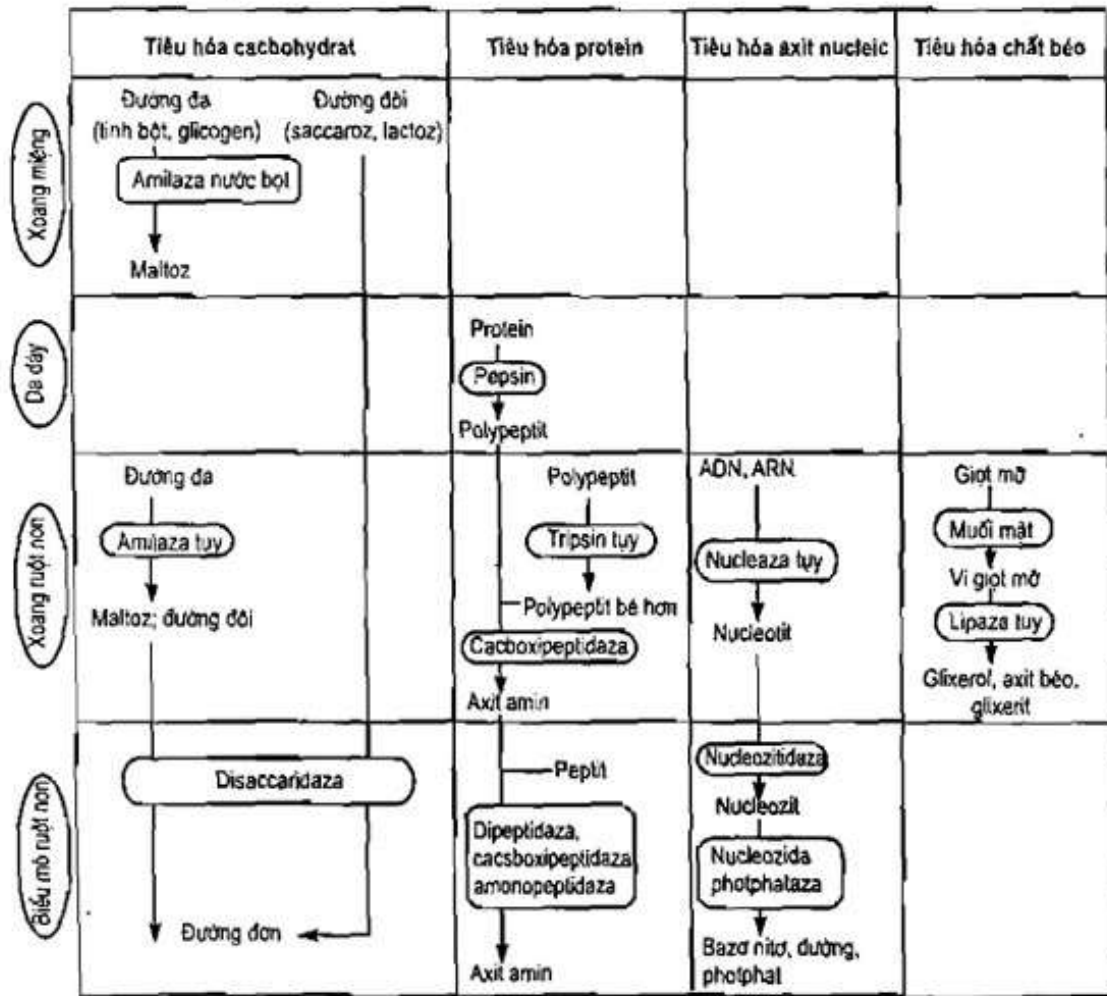 Tiêu hóa cacbohydrat
Tiêu hóa protein
Tiêu hóa axit nucleic
Tiêu hóa chất béo
Xoang miệng
Đường đa
(tinh bột, glicogen)
Đường đôi
(saccaroz, lactoz)
Amilaza nước bọt
Maltoz
Dạ dày
Protein
Pepsin
Polypeptit
Xoang ruột non
Đường đa
Amilaza tụy
Maltoz; đường đôi
Polypeptit
Tripsin tụy
Polypeptit bé hơn
Cacboxipeptidaza
Axit amin
ADN, ARN
Nucleaza tụy
Nucleotit
Giọt mỡ
Muối mật
Vi giọt mỡ
Lipaza tụy
Glixerol, axit béo,
glixerit
Biểu mô ruột non
Disaccaridaza
Đường đơn
Peptit
Dipeptidaza,
cacsboxipeptidaza
amonopeptidaza
Axit amin
Nucleozitidaza
Nucleozit
Nucleozida
photphataza
Bazơ nitơ, đường,
photphat